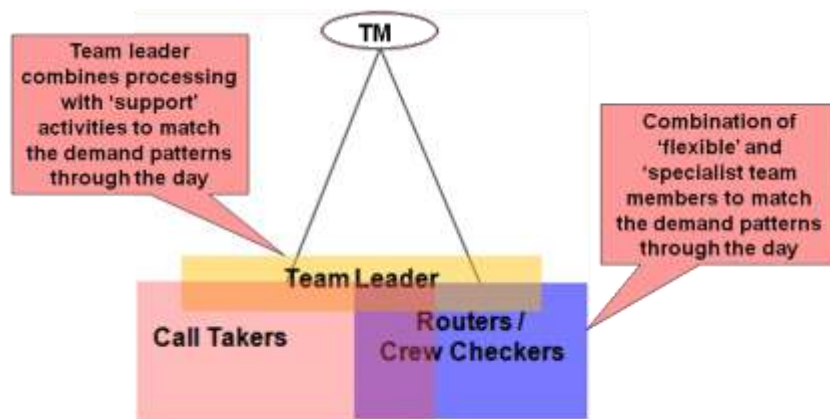 TM
Team leader
combines processing
with ‘support’
activities to match
the demand patterns
through the day
Combination of
‘flexible’ and
‘specialist team
members to match
the demand patterns
through the day
Team Leader
Call Takers
Routers /
Crew Checkers